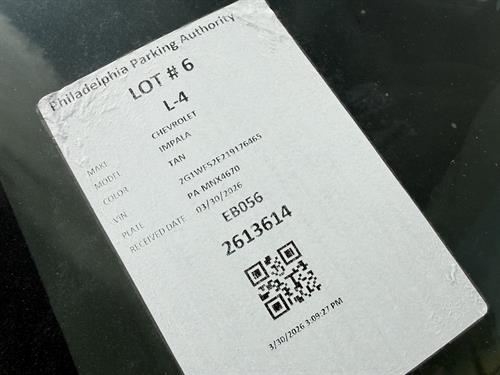 Philadelphia Parking Authority
LOT # 6
L-4
MAKE CHEVROLET
MODEL IMPALA
COLOR TAN
VIN 2G1WF52E219176465
PLATE PA-MNX4670
RECEIVED DATE 03/30/2026
EB056
2613614
3/30/2026 3:09:27 PM